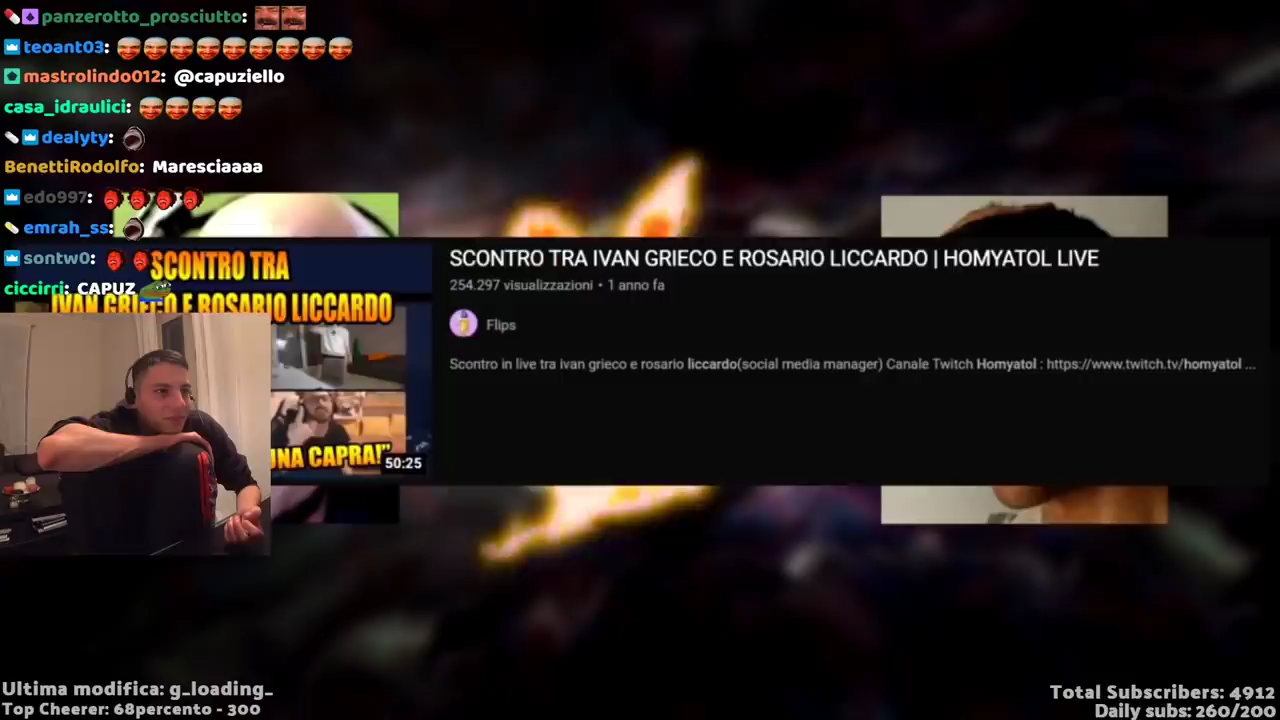 panzerotto_prosciutto:
teoant03:
mastrolindo012: @capuziello
casa_idraulici:
dealyty:
BenettiRodolfo: Maresciaaaa
edo997:
emrah_ss:
sontw0:
ciccirri: CAPUZ
SCONTRO TRA
IVAN GRIECO E ROSARIO LICCARDO
UNA CAPRA!"
50:25
SCONTRO TRA IVAN GRIECO E ROSARIO LICCARDO | HOMYATOL LIVE
254.297 visualizzazioni • 1 anno fa
Flips
Scontro in live tra ivan grieco e rosario liccardo(social media manager) Canale Twitch Homyatol : https://www.twitch.tv/homyatol ...
Ultima modifica: g_loading_
Top Cheerer: 68percento - 300
Total Subscribers: 4912
Daily subs: 260/200